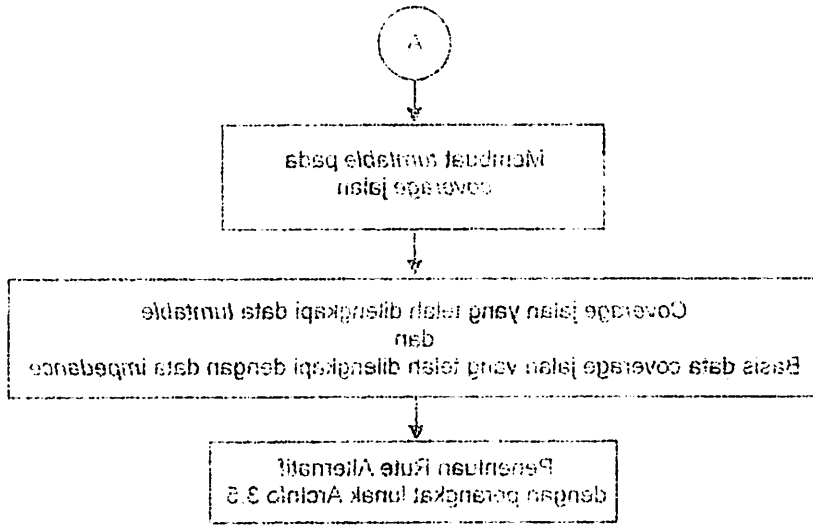 A
Membuat turntable pada
coverage jalan
Coverage jalan yang telah dilengkapi data turntable
dan
Basis data coverage jalan yang telah dilengkapi dengan data impedance
Penentuan Rute Alternatif
dengan perangkat lunak ArcInfo 3.5